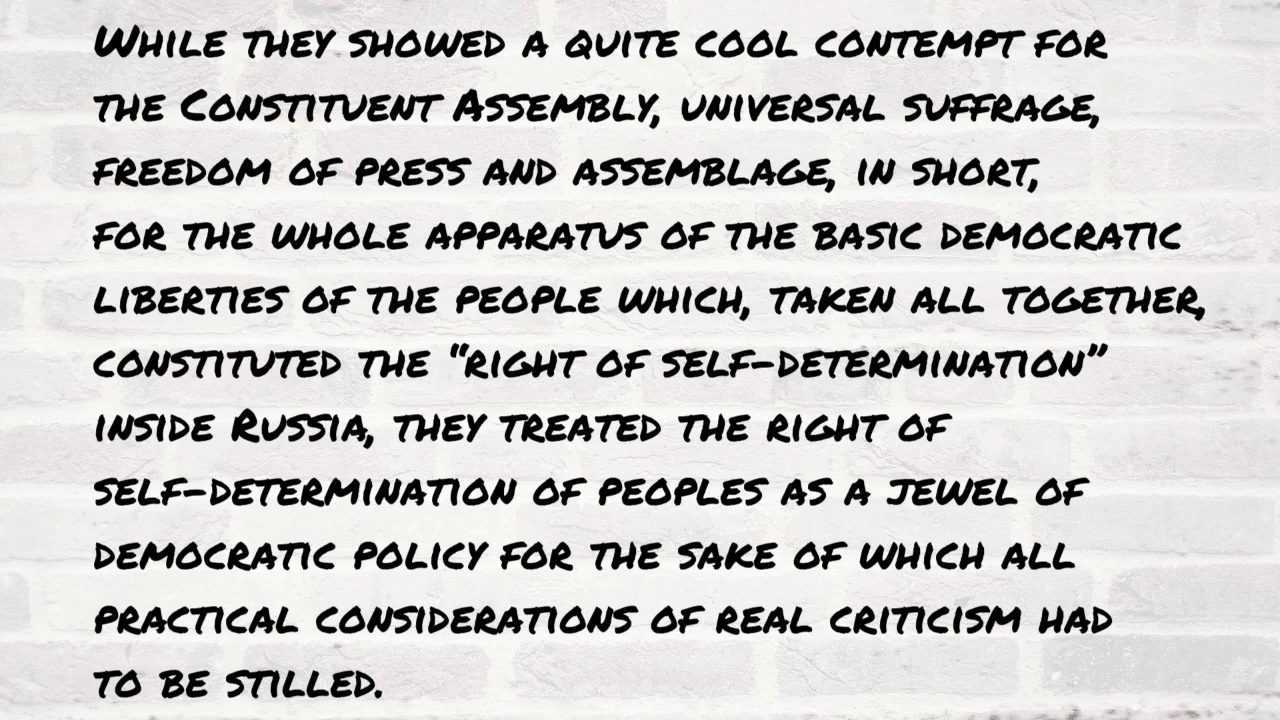 While they showed a quite cool contempt for
the Constituent Assembly, universal suffrage,
freedom of press and assemblage, in short,
for the whole apparatus of the basic democratic
liberties of the people which, taken all together,
constituted the “right of self-determination”
inside Russia, they treated the right of
self-determination of peoples as a jewel of
democratic policy for the sake of which all
practical considerations of real criticism had
to be stilled.